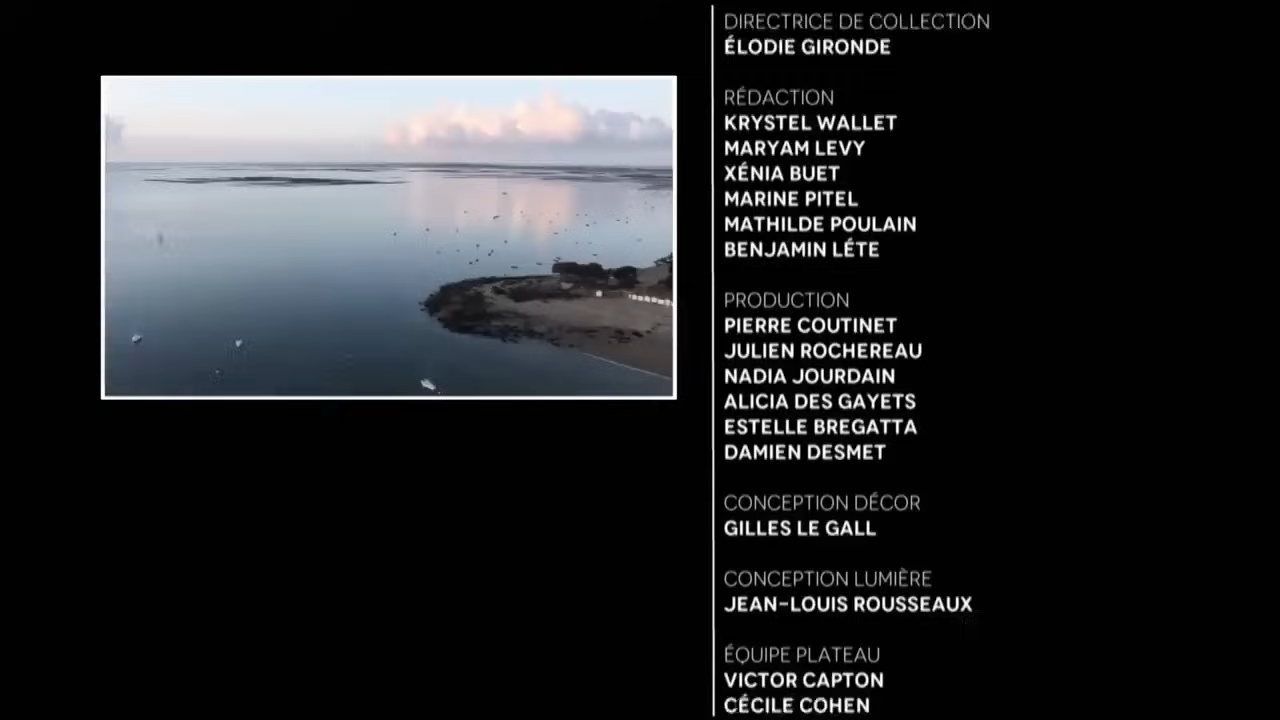 DIRECTRICE DE COLLECTION
ÉLODIE GIRONDE
RÉDACTION
KRYSTEL WALLET
MARYAM LEVY
XÉNIA BUET
MARINE PITEL
MATHILDE POULAIN
BENJAMIN LÉTE
PRODUCTION
PIERRE COUTINET
JULIEN ROCHEREAU
NADIA JOURDAIN
ALICIA DES GAYETS
ESTELLE BREGATTA
DAMIEN DESMET
CONCEPTION DÉCOR
GILLES LE GALL
CONCEPTION LUMIÈRE
JEAN-LOUIS ROUSSEAUX
ÉQUIPE PLATEAU
VICTOR CAPTON
CÉCILE COHEN